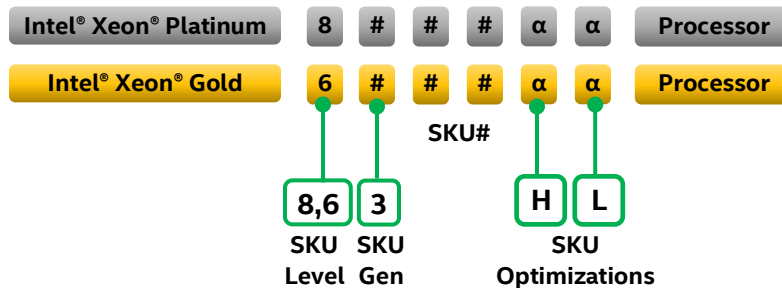 Intel® Xeon® Platinum 8 # # # α α Processor
Intel® Xeon® Gold 6 # # # α α Processor
SKU#
8,6 3 H L
SKU SKU SKU
Level Gen Optimizations